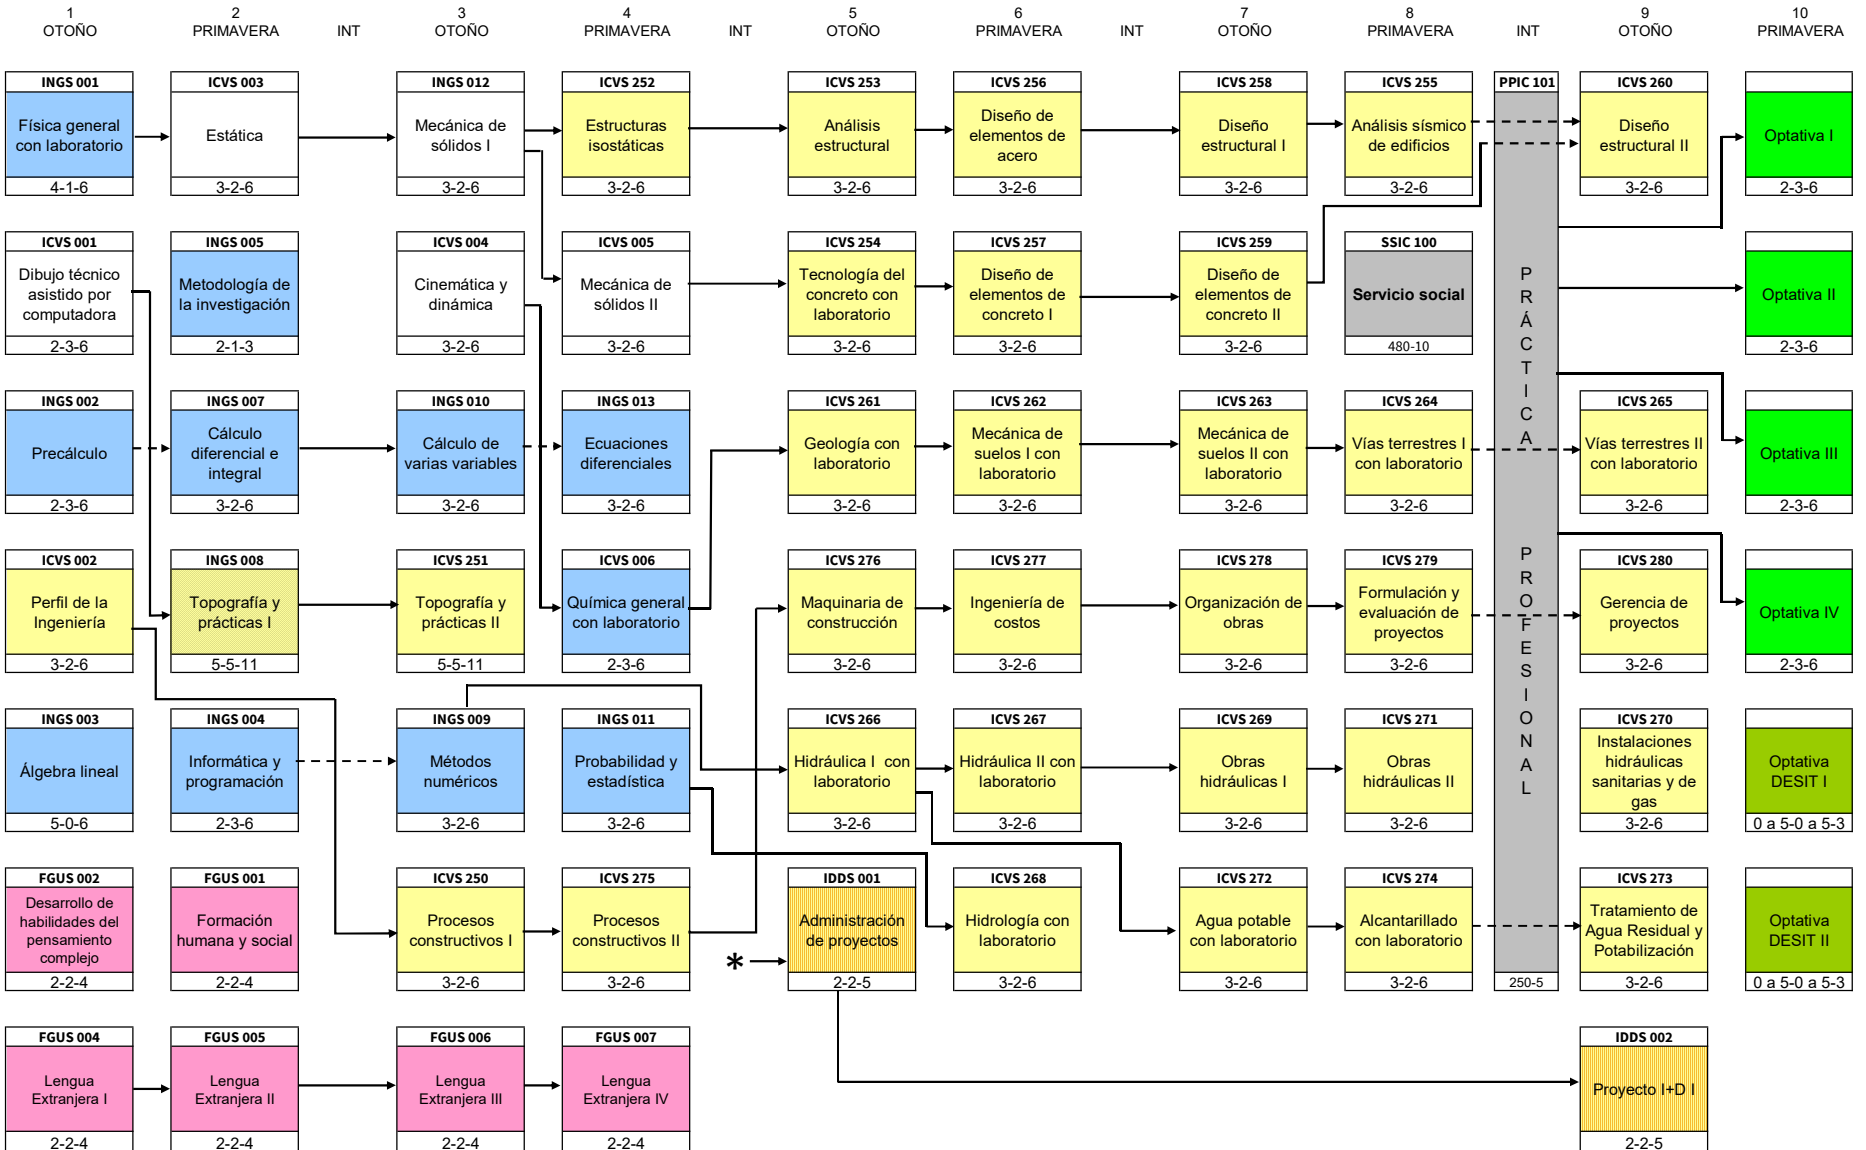 1
OTOÑO
2
PRIMAVERA
INT
3
OTOÑO
4
PRIMAVERA
INT
5
OTOÑO
6
PRIMAVERA
INT
7
OTOÑO
8
PRIMAVERA
INT
9
OTOÑO
10
PRIMAVERA
INGS 001
Física general
con laboratorio
4-1-6
ICVS 003
Estática
3-2-6
INGS 012
Mecánica de
sólidos I
3-2-6
ICVS 252
Estructuras
isostáticas
3-2-6
ICVS 253
Análisis
estructural
3-2-6
ICVS 256
Diseño de
elementos de
acero
3-2-6
ICVS 258
Diseño
estructural I
3-2-6
ICVS 255
Análisis sísmico
de edificios
3-2-6
PPIC 101
PRÁCTICA
PROFESIONAL
250-5
ICVS 260
Diseño
estructural II
3-2-6
Optativa I
2-3-6
ICVS 001
Dibujo técnico
asistido por
computadora
2-3-6
INGS 005
Metodología de
la investigación
2-1-3
ICVS 004
Cinemática y
dinámica
3-2-6
ICVS 005
Mecánica de
sólidos II
3-2-6
ICVS 254
Tecnología del
concreto con
laboratorio
3-2-6
ICVS 257
Diseño de
elementos de
concreto I
3-2-6
ICVS 259
Diseño de
elementos de
concreto II
3-2-6
SSIC 100
Servicio social
480-10
Optativa II
2-3-6
INGS 002
Precálculo
2-3-6
INGS 007
Cálculo
diferencial e
integral
3-2-6
INGS 010
Cálculo de
varias variables
3-2-6
INGS 013
Ecuaciones
diferenciales
3-2-6
ICVS 261
Geología con
laboratorio
3-2-6
ICVS 262
Mecánica de
suelos I con
laboratorio
3-2-6
ICVS 263
Mecánica de
suelos II con
laboratorio
3-2-6
ICVS 264
Vías terrestres I
con laboratorio
3-2-6
ICVS 265
Vías terrestres II
con laboratorio
3-2-6
Optativa III
2-3-6
ICVS 002
Perfil de la
Ingeniería
3-2-6
INGS 008
Topografía y
prácticas I
5-5-11
ICVS 251
Topografía y
prácticas II
5-5-11
ICVS 006
Química general
con laboratorio
2-3-6
ICVS 276
Maquinaria de
construcción
3-2-6
ICVS 277
Ingeniería de
costos
3-2-6
ICVS 278
Organización de
obras
3-2-6
ICVS 279
Formulación y
evaluación de
proyectos
3-2-6
ICVS 280
Gerencia de
proyectos
3-2-6
Optativa IV
2-3-6
INGS 003
Álgebra lineal
5-0-6
INGS 004
Informática y
programación
2-3-6
INGS 009
Métodos
numéricos
3-2-6
INGS 011
Probabilidad y
estadística
3-2-6
ICVS 266
Hidráulica I con
laboratorio
3-2-6
ICVS 267
Hidráulica II con
laboratorio
3-2-6
ICVS 269
Obras
hidráulicas I
3-2-6
ICVS 271
Obras
hidráulicas II
3-2-6
ICVS 270
Instalaciones
hidráulicas
sanitarias y de
gas
3-2-6
Optativa
DESIT I
0 a 5-0 a 5-3
FGUS 002
Desarrollo de
habilidades del
pensamiento
complejo
2-2-4
FGUS 001
Formación
humana y social
2-2-4
ICVS 250
Procesos
constructivos I
3-2-6
ICVS 275
Procesos
constructivos II
3-2-6
*
IDDS 001
Administración
de proyectos
2-2-5
ICVS 268
Hidrología con
laboratorio
3-2-6
ICVS 272
Agua potable
con laboratorio
3-2-6
ICVS 274
Alcantarillado
con laboratorio
3-2-6
ICVS 273
Tratamiento de
Agua Residual y
Potabilización
3-2-6
Optativa
DESIT II
0 a 5-0 a 5-3
FGUS 004
Lengua
Extranjera I
2-2-4
FGUS 005
Lengua
Extranjera II
2-2-4
FGUS 006
Lengua
Extranjera III
2-2-4
FGUS 007
Lengua
Extranjera IV
2-2-4
IDDS 002
Proyecto I+D I
2-2-5